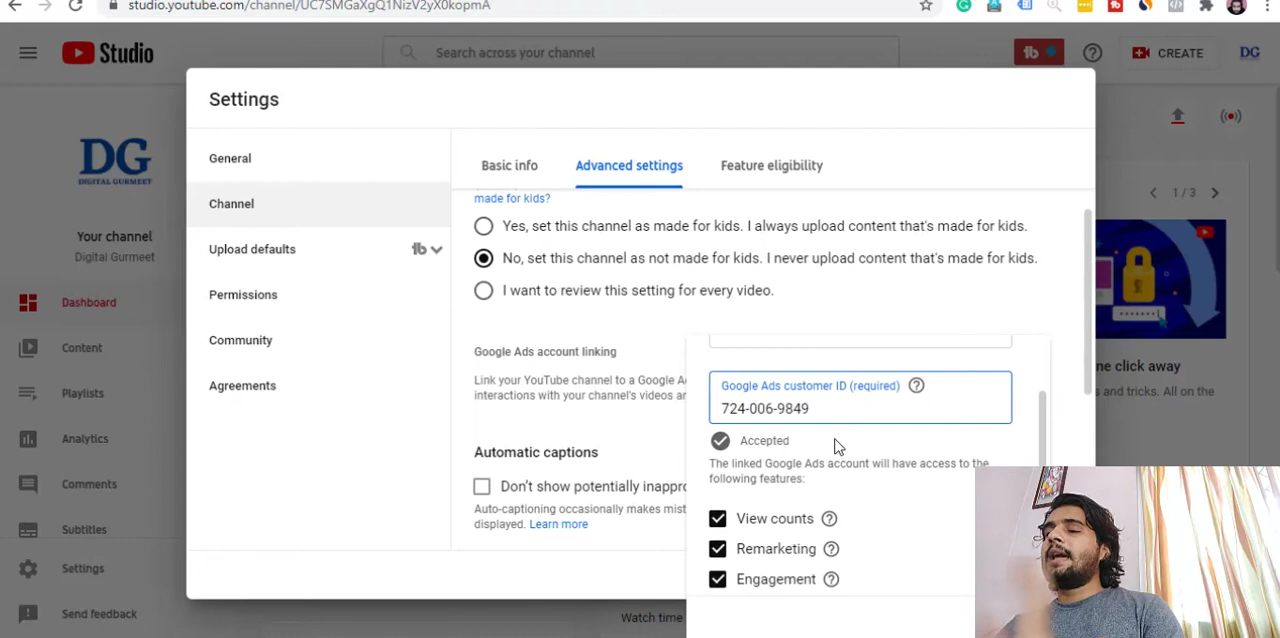 studio.youtube.com/channel/UC7SMGaXgQ1NizV2yX0kopmA
Studio
Search across your channel
tb
CREATE
DG
Settings
DG
DIGITAL GURMEET
Your channel
Digital Gurmeet
Dashboard
Content
Playlists
Analytics
Comments
Subtitles
Settings
Send feedback
General
Channel
Upload defaults
tb
Permissions
Community
Agreements
Basic info
Advanced settings
Feature eligibility
made for kids?
Yes, set this channel as made for kids. I always upload content that's made for kids.
No, set this channel as not made for kids. I never upload content that's made for kids.
I want to review this setting for every video.
Google Ads account linking
Link your YouTube channel to a Google A
interactions with your channel's videos a
Automatic captions
Don't show potentially inappr
Auto-captioning occasionally makes mist
displayed. Learn more
Google Ads customer ID (required)
724-006-9849
Accepted
The linked Google Ads account will have access to the
following features:
View counts
Remarketing
Engagement
1 / 3
ne click away
s and tricks. All on the
Watch time